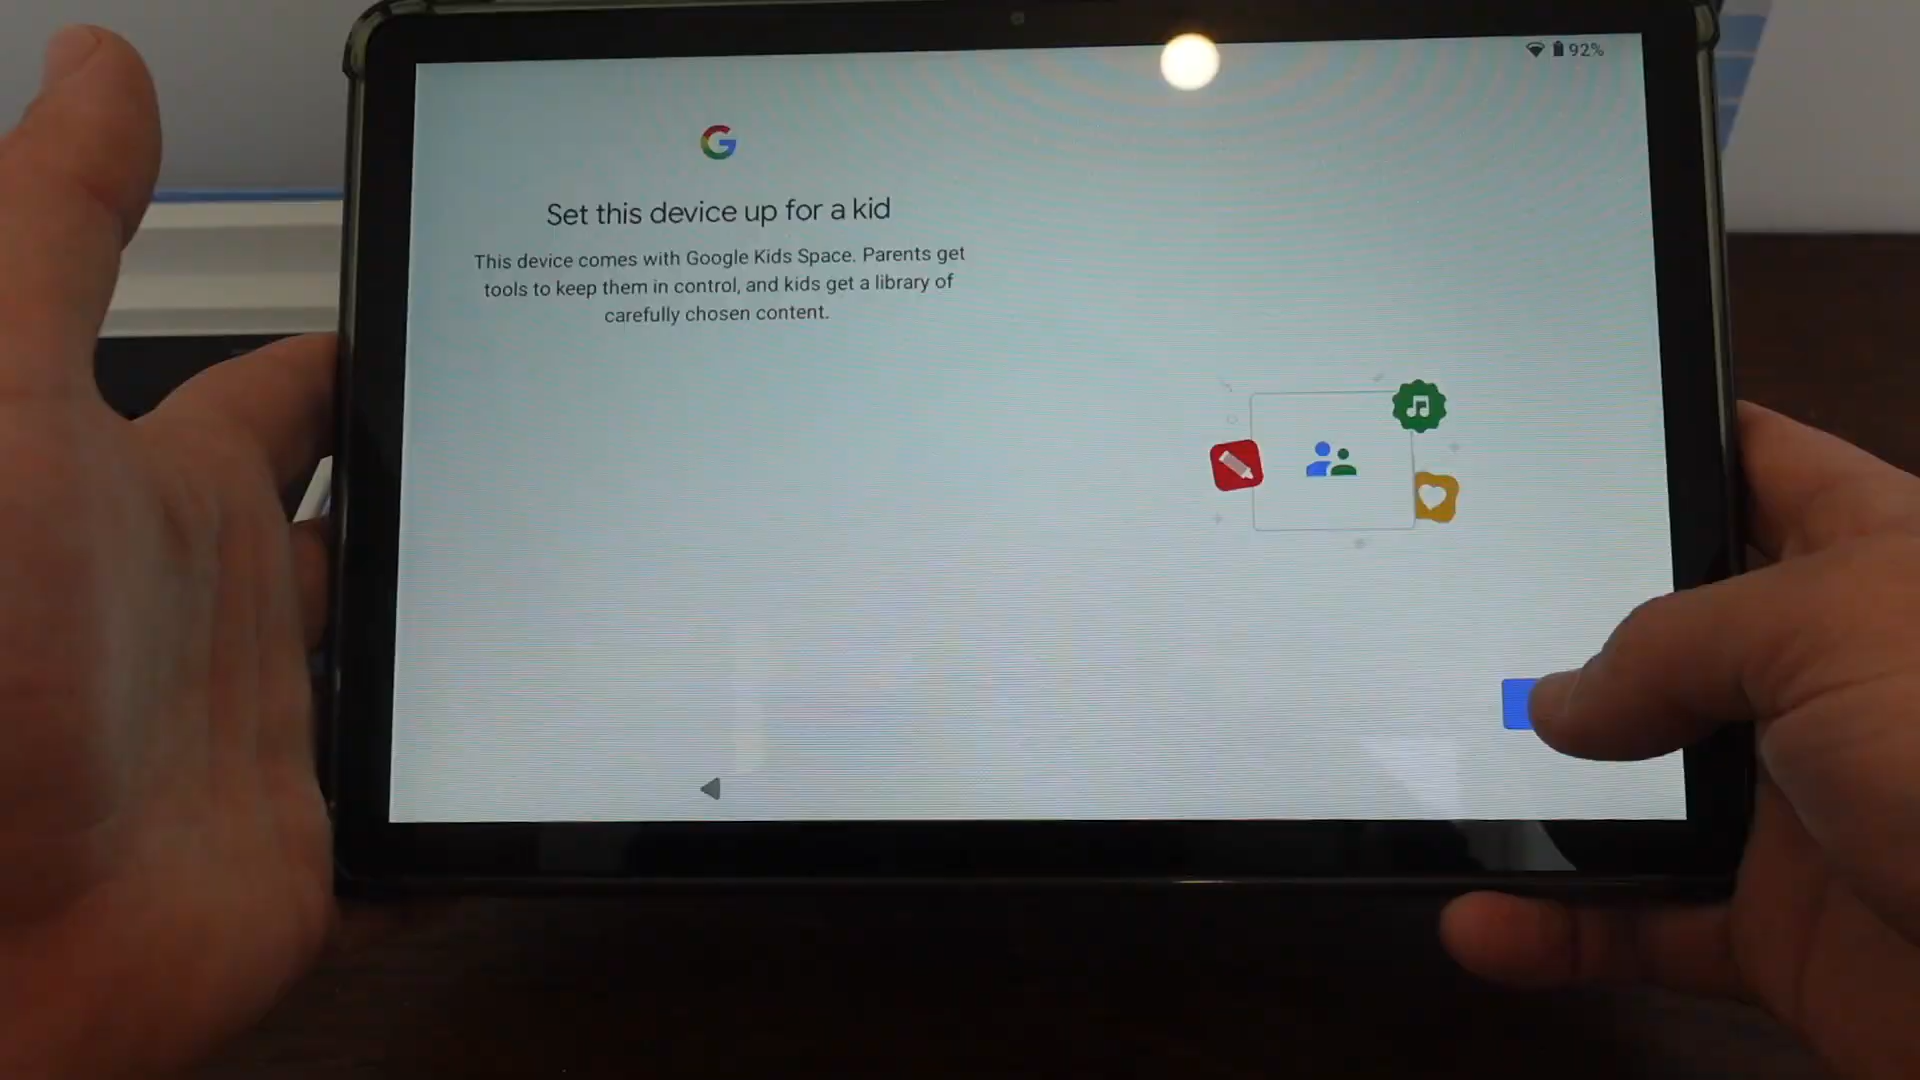 92%
Set this device up for a kid
This device comes with Google Kids Space. Parents get
tools to keep them in control, and kids get a library of
carefully chosen content.